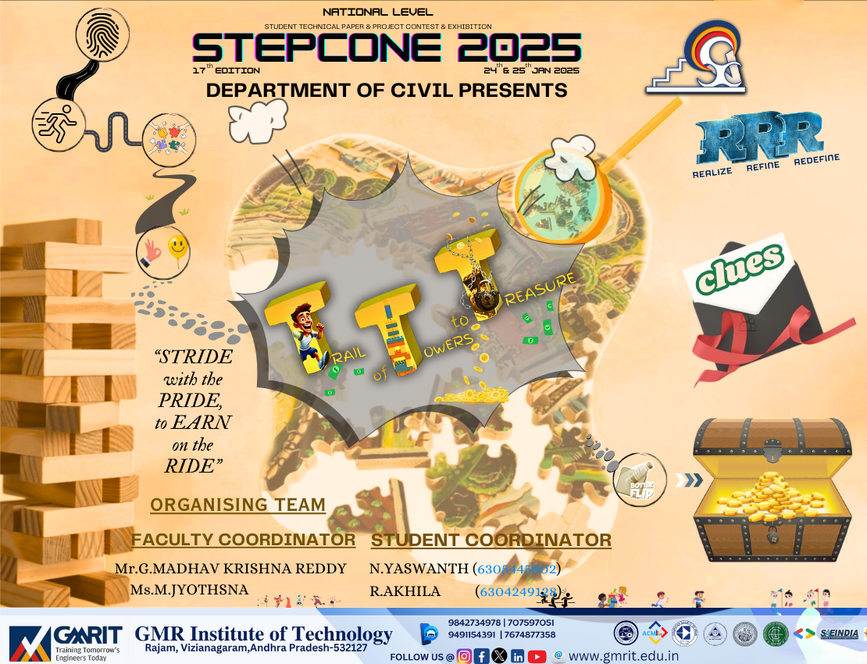 NATIONAL LEVEL
STUDENT TECHNICAL PAPER & PROJECT CONTEST & EXHIBITION
STEPCONE 2025
17th EDITION
24th & 25th JAN 2025
DEPARTMENT OF CIVIL PRESENTS
RRR
REALIZE REFINE REDEFINE
clues
TRAIL of TOWERS to TREASURE
“STRIDE
with the
PRIDE,
to EARN
on the
RIDE”
BOTTLE
FLIP
ORGANISING TEAM
FACULTY COORDINATOR
STUDENT COORDINATOR
Mr.G.MADHAV KRISHNA REDDY
N.YASWANTH
Ms.M.JYOTHSNA
R.AKHILA
GMRIT
Training Tomorrow's
Engineers Today
GMR Institute of Technology
Rajam, Vizianagaram,Andhra Pradesh-532127
9842734978 | 707597051
9491154391 | 7674877358
FOLLOW US @
www.gmrit.edu.in
SAEINDIA